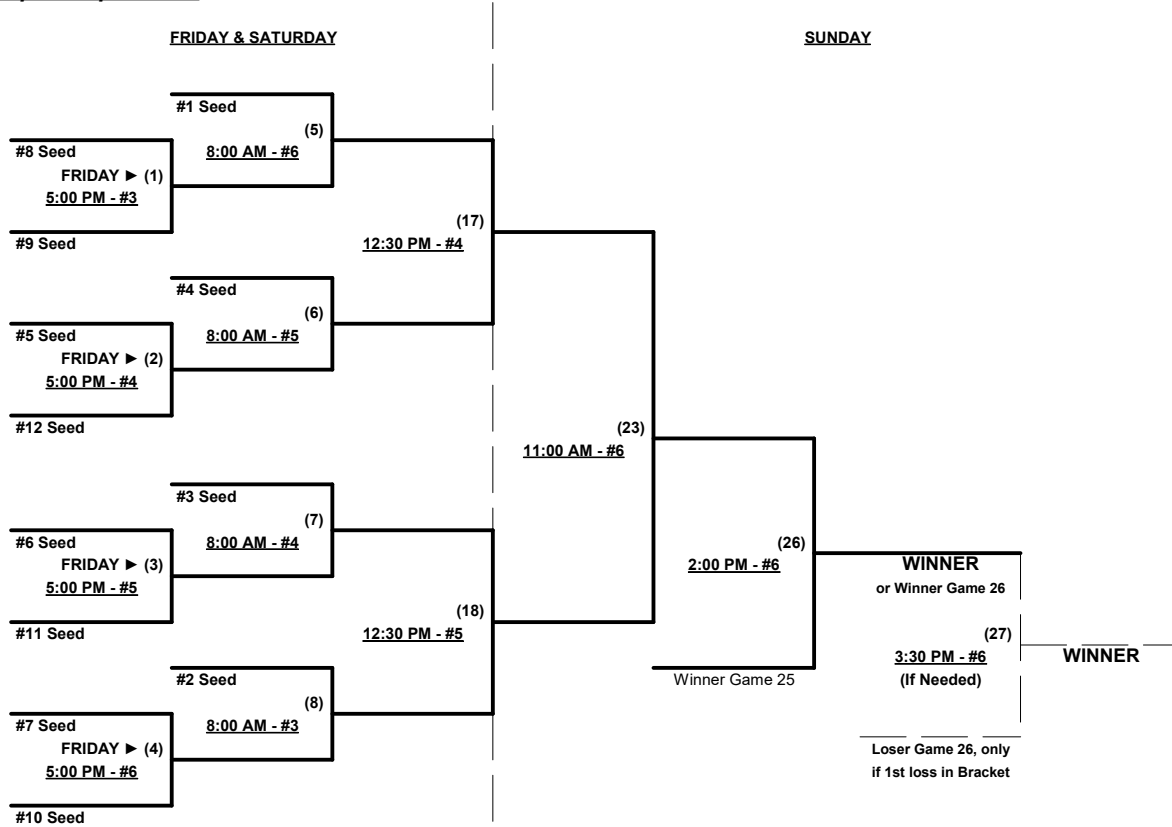 FRIDAY & SATURDAY
SUNDAY
#1 Seed
(5)
8:00 AM - #6
#8 Seed
FRIDAY ► (1)
5:00 PM - #3
#9 Seed
(17)
12:30 PM - #4
#4 Seed
(6)
8:00 AM - #5
#5 Seed
FRIDAY ► (2)
5:00 PM - #4
#12 Seed
(23)
11:00 AM - #6
#3 Seed
(7)
8:00 AM - #4
#6 Seed
FRIDAY ► (3)
5:00 PM - #5
#11 Seed
(18)
12:30 PM - #5
#2 Seed
(8)
8:00 AM - #3
#7 Seed
FRIDAY ► (4)
5:00 PM - #6
#10 Seed
(26)
2:00 PM - #6
Winner Game 25
WINNER
or Winner Game 26
(27)
3:30 PM - #6
(If Needed)
WINNER
Loser Game 26, only
if 1st loss in Bracket